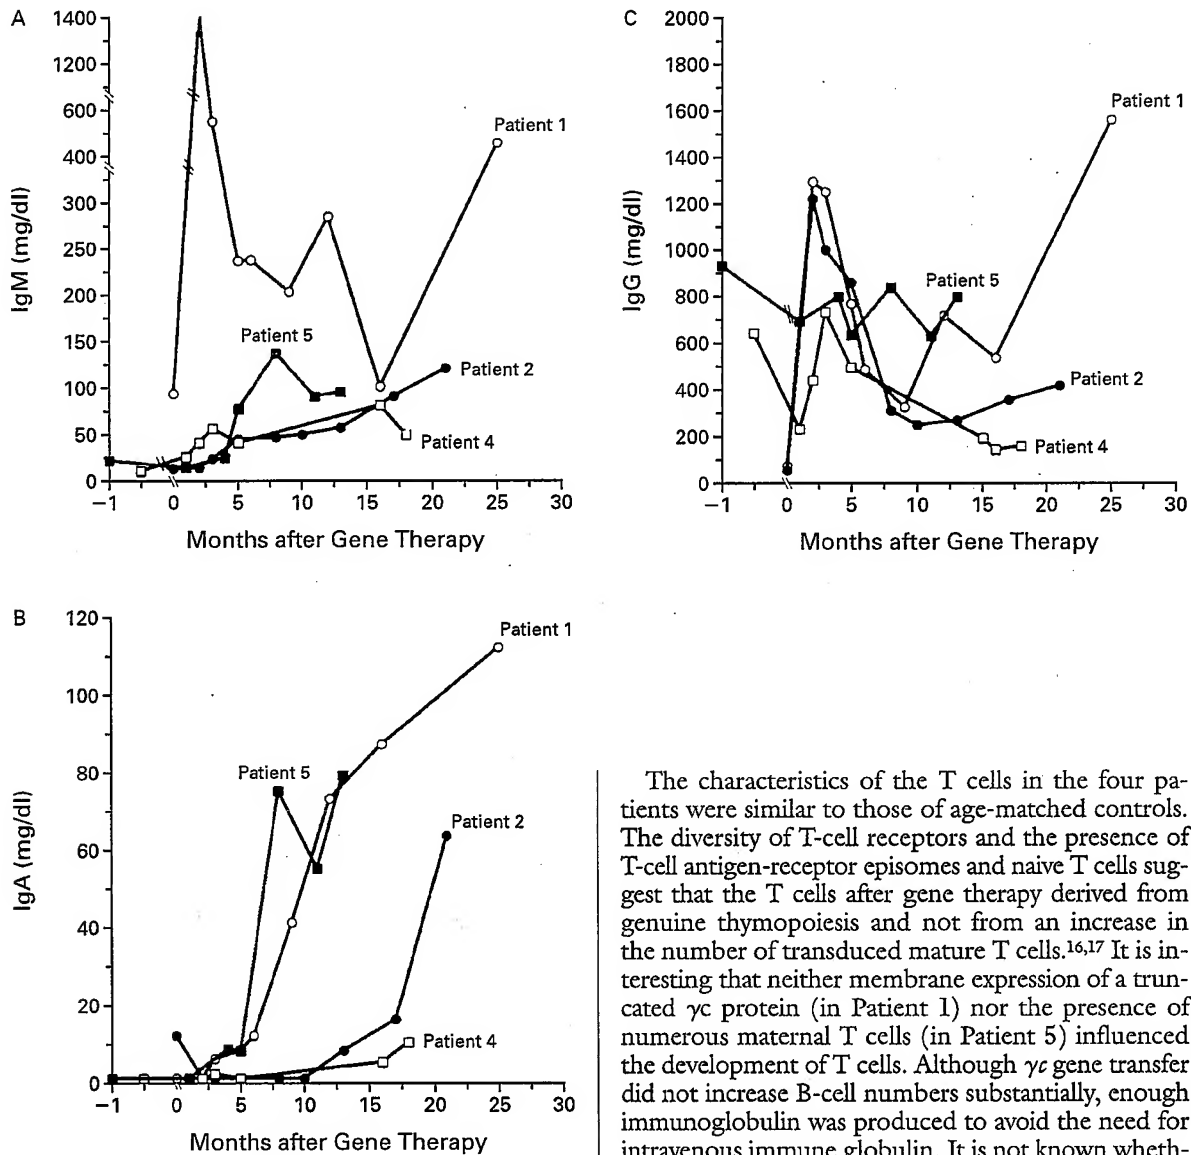 A
1400
1200
600
400
300
250
200
150
100
50
0
IgM (mg/dl)
Patient 1
Patient 5
Patient 2
Patient 4
−1 0 5 10 15 20 25 30
Months after Gene Therapy
C
2000
1800
1600
1400
1200
1000
800
600
400
200
0
IgG (mg/dl)
Patient 1
Patient 5
Patient 2
Patient 4
−1 0 5 10 15 20 25 30
Months after Gene Therapy
B
120
100
80
60
40
20
0
IgA (mg/dl)
Patient 1
Patient 5
Patient 2
Patient 4
−1 0 5 10 15 20 25 30
Months after Gene Therapy
The characteristics of the T cells in the four pa-
tients were similar to those of age-matched controls.
The diversity of T-cell receptors and the presence of
T-cell antigen-receptor episomes and naive T cells sug-
gest that the T cells after gene therapy derived from
genuine thymopoiesis and not from an increase in
the number of transduced mature T cells.16,17 It is in-
teresting that neither membrane expression of a trun-
cated γc protein (in Patient 1) nor the presence of
numerous maternal T cells (in Patient 5) influenced
the development of T cells. Although γc gene transfer
did not increase B-cell numbers substantially, enough
immunoglobulin was produced to avoid the need for
intravenous immune globulin. It is not known wheth-